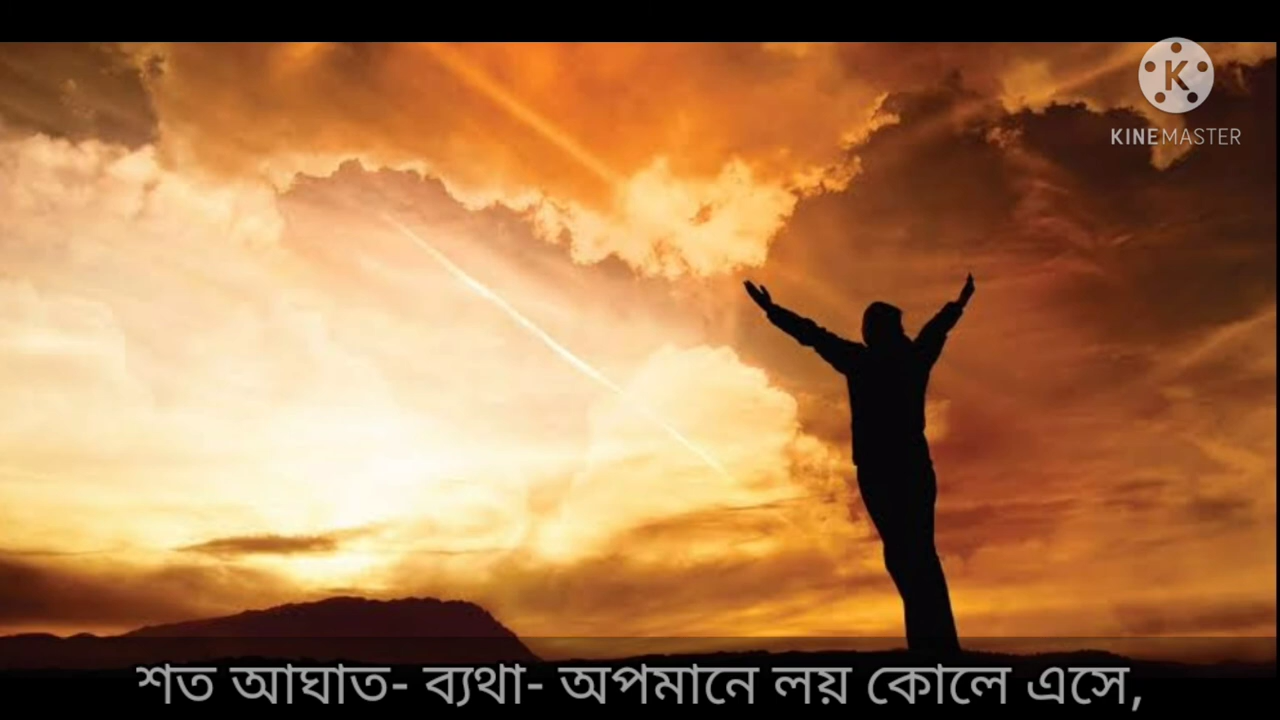 KINEMASTER
শত আঘাত- ব্যথা- অপমানে লয় কোলে এসে,